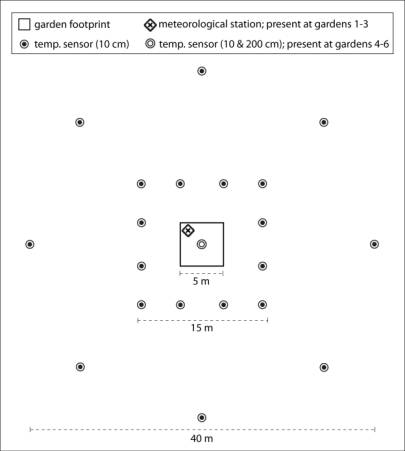 garden footprint
meteorological station; present at gardens 1-3
temp. sensor (10 cm)
temp. sensor (10 & 200 cm); present at gardens 4-6
5 m
15 m
40 m